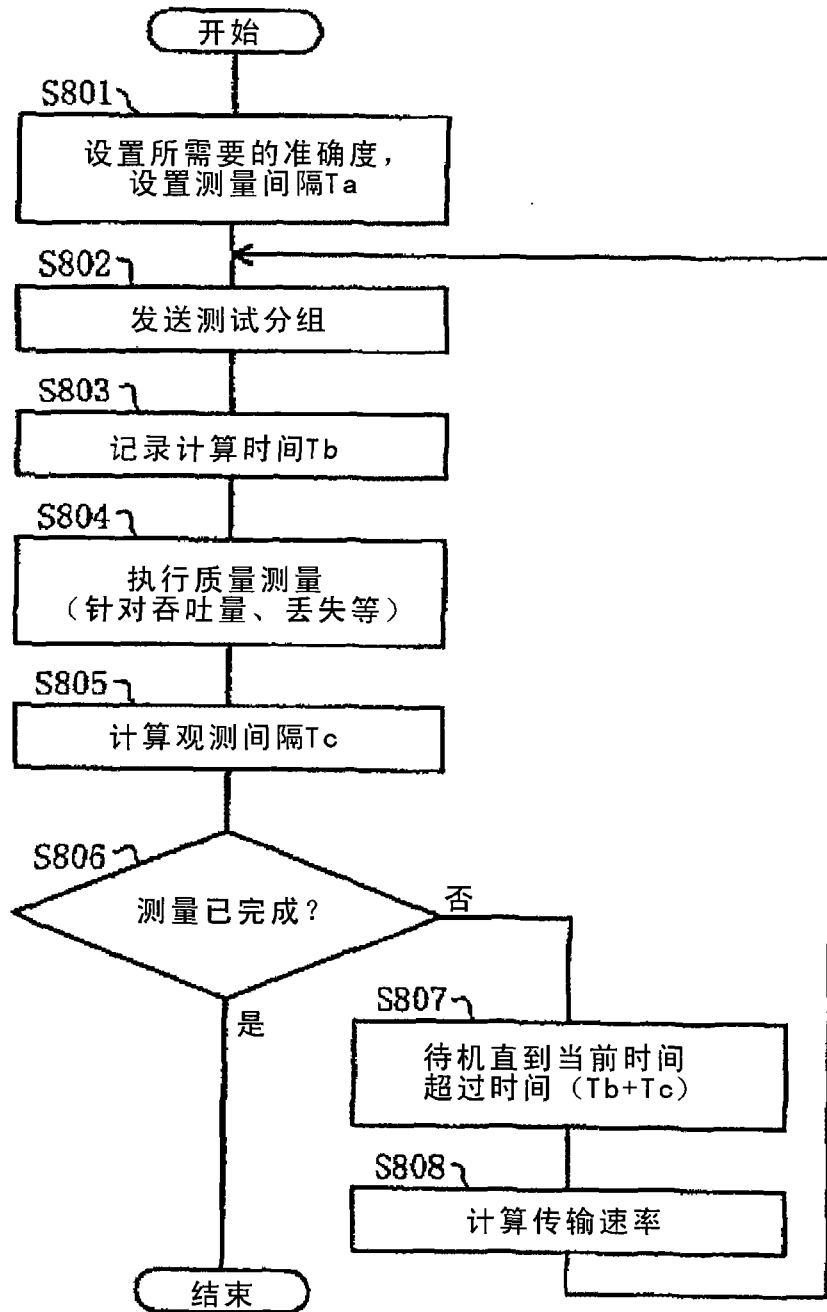 开始
S801
设置所需要的准确度,
设置测量间隔Ta
S802
发送测试分组
S803
记录计算时间Tb
S804
执行质量测量
（针对吞吐量、丢失等）
S805
计算观测间隔Tc
S806
测量已完成?
否
是
S807
待机直到当前时间
超过时间（Tb+Tc）
S808
计算传输速率
结束